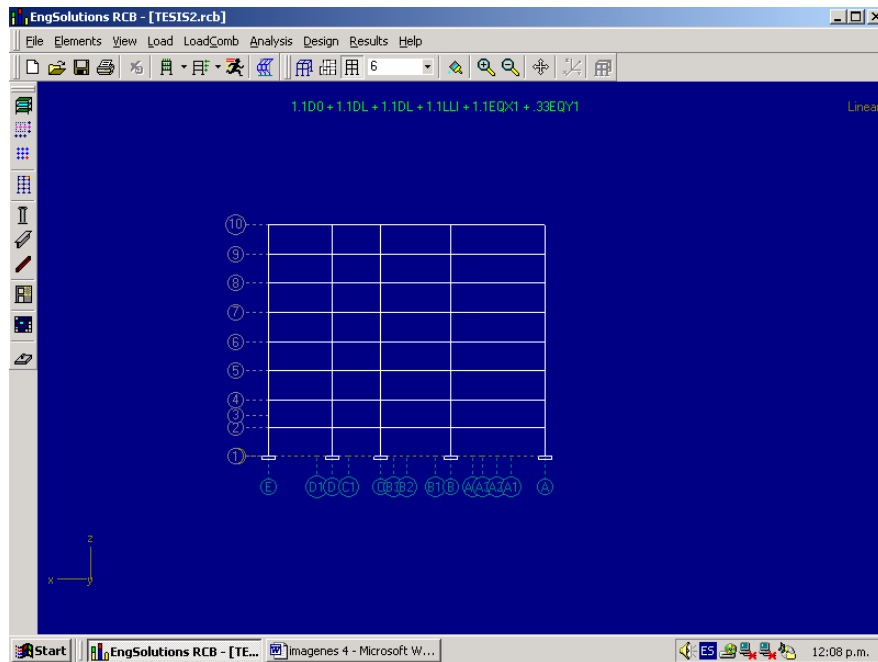 EngSolutions RCB - [TESIS2.rcb]
File Elements View Load LoadComb Analysis Design Results Help
6
1.1D0 + 1.1DL + 1.1DL + 1.1LLI + 1.1EQX1 + .33EQY1 Linea
10
9
8
7
6
5
4
3
2
1
E D1 D C1 B2 B1 B A1 A
z
x y
Start EngSolutions RCB - [TE... imagenes 4 - Microsoft W... ES 12:08 p.m.